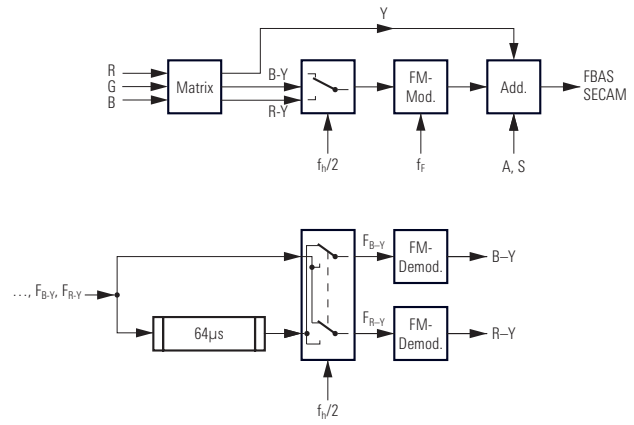 Y
R
G
B
Matrix
B-Y
R-Y
FM-
Mod.
Add.
FBAS
SECAM
fh/2
fF
A, S
..., FB-Y, FR-Y
64µs
FB–Y
FR–Y
FM-
Demod.
FM-
Demod.
B–Y
R–Y
fh/2